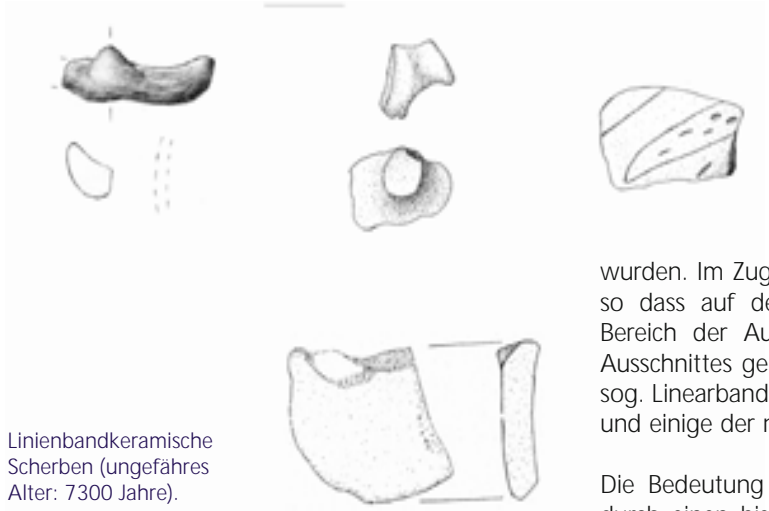 Linienbandkeramische
Scherben (ungefähres
Alter: 7300 Jahre).
wurden. Im Zug
so dass auf de
Bereich der Au
Ausschnittes ge
sog. Linearband
und einige der r
Die Bedeutung